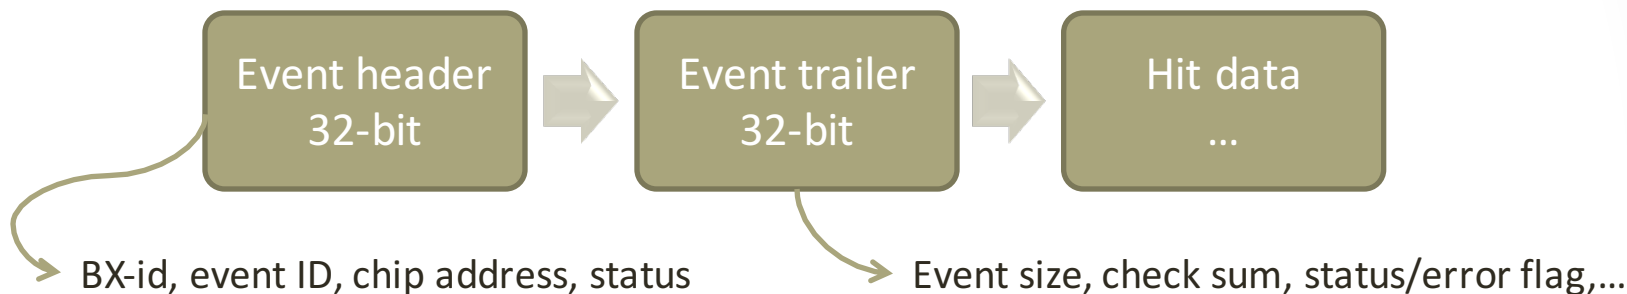 Event header
32-bit
Event trailer
32-bit
Hit data
...
BX-id, event ID, chip address, status
Event size, check sum, status/error flag,...